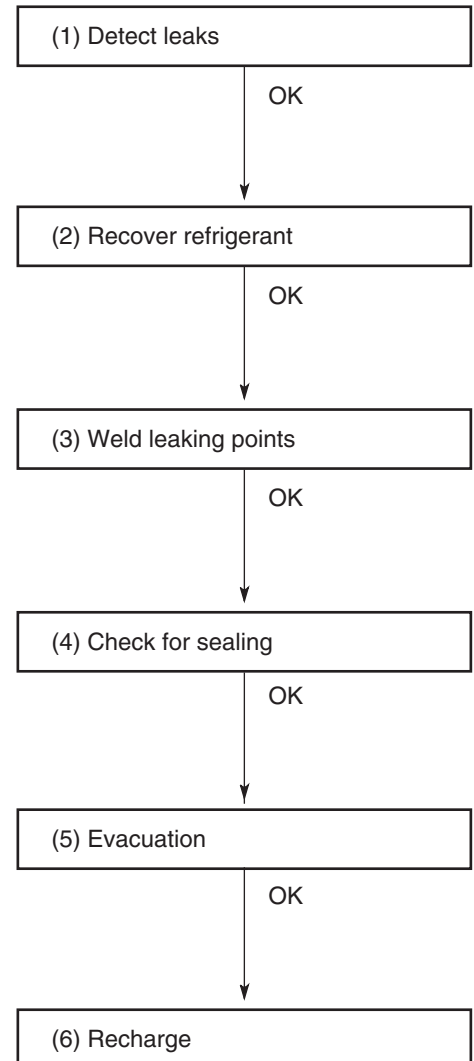 (1) Detect leaks
OK
(2) Recover refrigerant
OK
(3) Weld leaking points
OK
(4) Check for sealing
OK
(5) Evacuation
OK
(6) Recharge